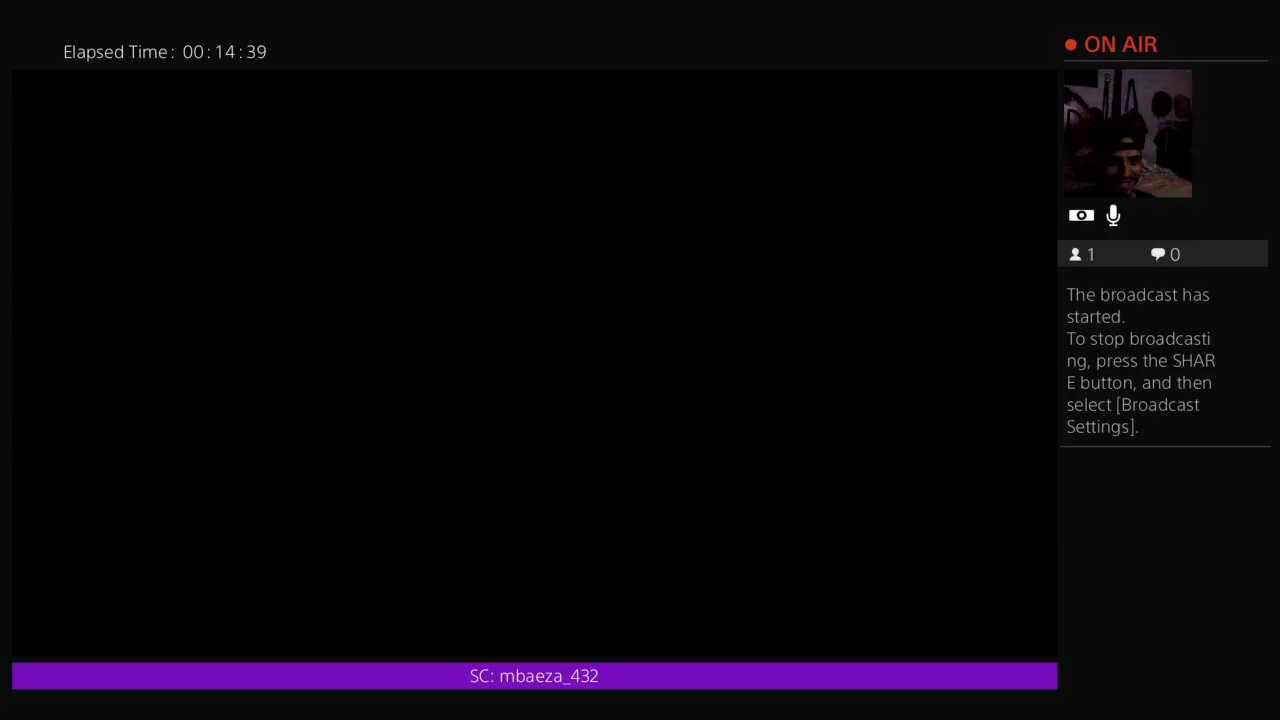 Elapsed Time: 00:14:39
ON AIR
1 0
The broadcast has
started.
To stop broadcasti
ng, press the SHAR
E button, and then
select [Broadcast
Settings].
SC: mbaeza_432